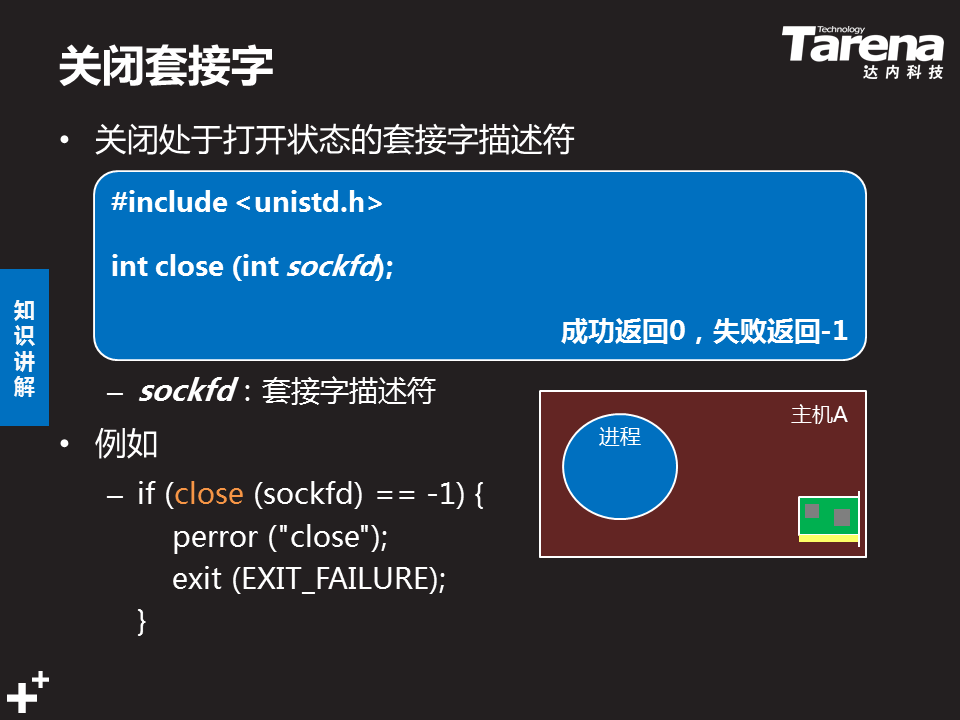 关闭套接字
Technology
Tarena
达内科技
• 关闭处于打开状态的套接字描述符
#include <unistd.h>
int close (int sockfd);
成功返回0，失败返回-1
– sockfd：套接字描述符
• 例如
– if (close (sockfd) == -1) {
perror ("close");
exit (EXIT_FAILURE);
}
知识讲解
主机A
进程